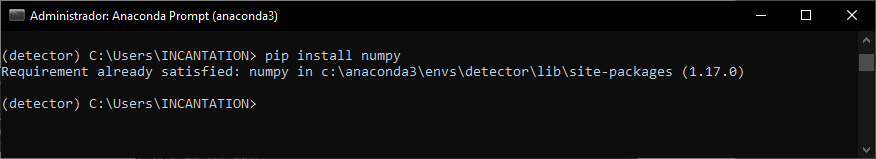 Administrador: Anaconda Prompt (anaconda3)
(detector) C:\Users\INCANTATION> pip install numpy
Requirement already satisfied: numpy in c:\anaconda3\envs\detector\lib\site-packages (1.17.0)
(detector) C:\Users\INCANTATION>